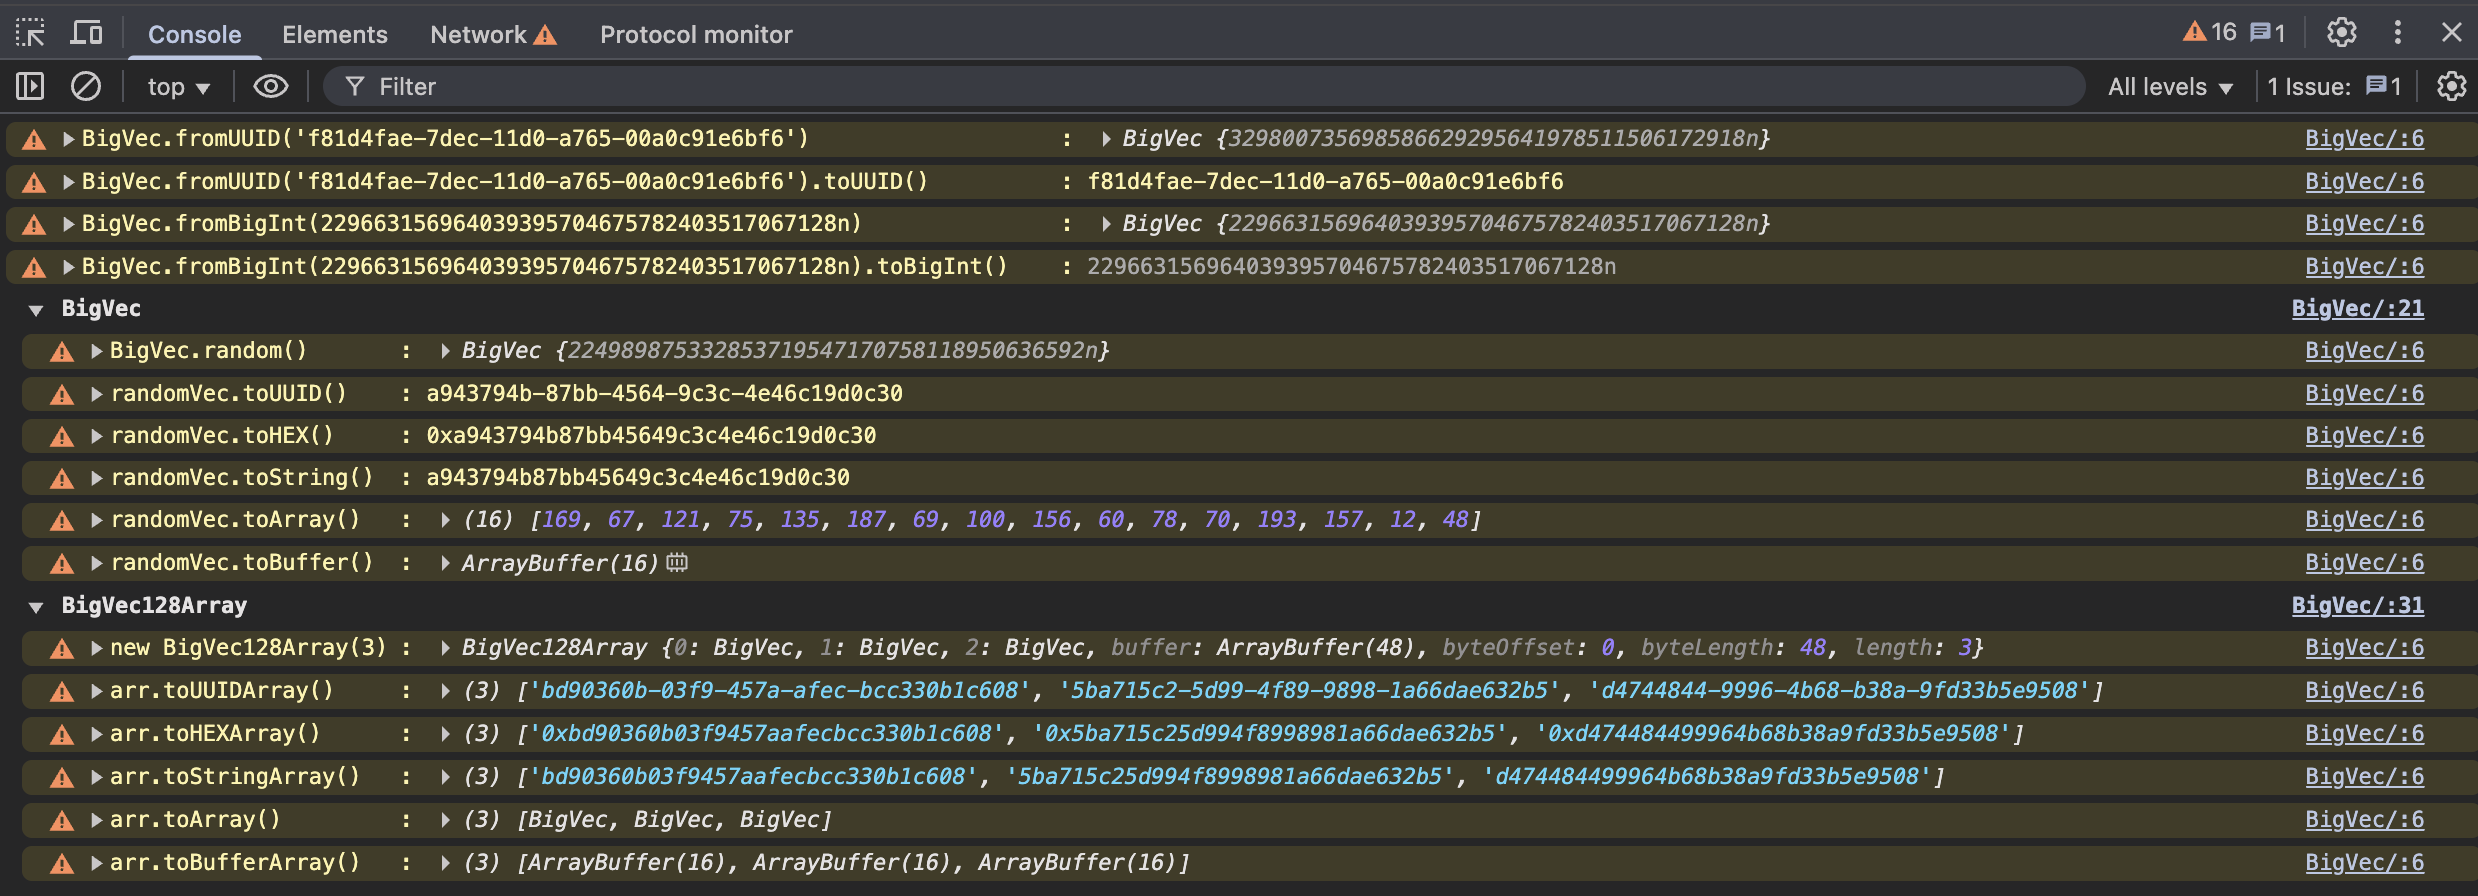 Console Elements Network Protocol monitor 16 1
top ▼ Filter All levels ▼ 1 Issue: 1
▶ BigVec.fromUUID('f81d4fae-7dec-11d0-a765-00a0c91e6bf6') : ▶ BigVec {329800735698586629295641978511506172918n} BigVec/:6
▶ BigVec.fromUUID('f81d4fae-7dec-11d0-a765-00a0c91e6bf6').toUUID() : f81d4fae-7dec-11d0-a765-00a0c91e6bf6 BigVec/:6
▶ BigVec.fromBigInt(229663156964039395704675782403517067128n) : ▶ BigVec {229663156964039395704675782403517067128n} BigVec/:6
▶ BigVec.fromBigInt(229663156964039395704675782403517067128n).toBigInt() : 229663156964039395704675782403517067128n BigVec/:6
▼ BigVec BigVec/:21
▶ BigVec.random() : ▶ BigVec {224989875332853719547170758118950636592n} BigVec/:6
▶ randomVec.toUUID() : a943794b-87bb-4564-9c3c-4e46c19d0c30 BigVec/:6
▶ randomVec.toHEX() : 0xa943794b87bb45649c3c4e46c19d0c30 BigVec/:6
▶ randomVec.toString() : a943794b87bb45649c3c4e46c19d0c30 BigVec/:6
▶ randomVec.toArray() : ▶ (16) [169, 67, 121, 75, 135, 187, 69, 100, 156, 60, 78, 70, 193, 157, 12, 48] BigVec/:6
▶ randomVec.toBuffer() : ▶ ArrayBuffer(16) BigVec/:6
▼ BigVec128Array BigVec/:31
▶ new BigVec128Array(3) : ▶ BigVec128Array {0: BigVec, 1: BigVec, 2: BigVec, buffer: ArrayBuffer(48), byteOffset: 0, byteLength: 48, length: 3} BigVec/:6
▶ arr.toUUIDArray() : ▶ (3) ['bd90360b-03f9-457a-afec-bcc330b1c608', '5ba715c2-5d99-4f89-9898-1a66dae632b5', 'd4744844-9996-4b68-b38a-9fd33b5e9508'] BigVec/:6
▶ arr.toHEXArray() : ▶ (3) ['0xbd90360b03f9457aafecbcc330b1c608', '0x5ba715c25d994f8998981a66dae632b5', '0xd474484499964b68b38a9fd33b5e9508'] BigVec/:6
▶ arr.toStringArray() : ▶ (3) ['bd90360b03f9457aafecbcc330b1c608', '5ba715c25d994f8998981a66dae632b5', 'd474484499964b68b38a9fd33b5e9508'] BigVec/:6
▶ arr.toArray() : ▶ (3) [BigVec, BigVec, BigVec] BigVec/:6
▶ arr.toBufferArray() : ▶ (3) [ArrayBuffer(16), ArrayBuffer(16), ArrayBuffer(16)] BigVec/:6